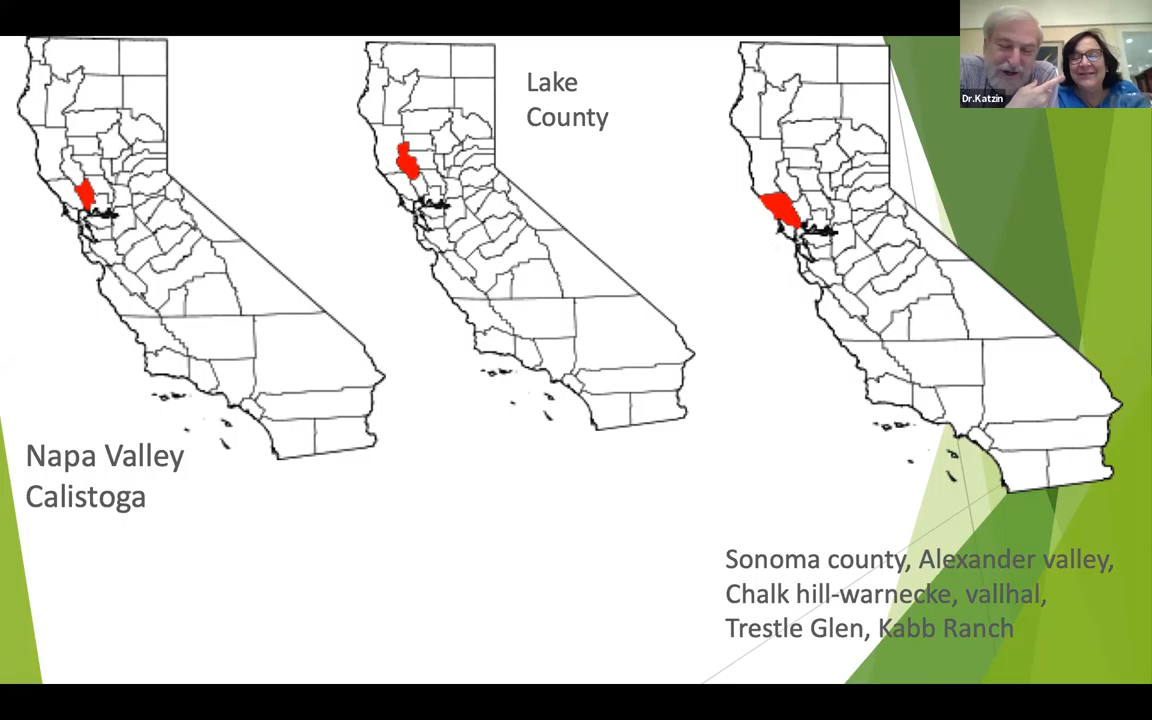 Dr.Katzin
Lake
County
Napa Valley
Calistoga
Sonoma county, Alexander valley,
Chalk hill-warnecke, vallhal,
Trestle Glen, Kabb Ranch